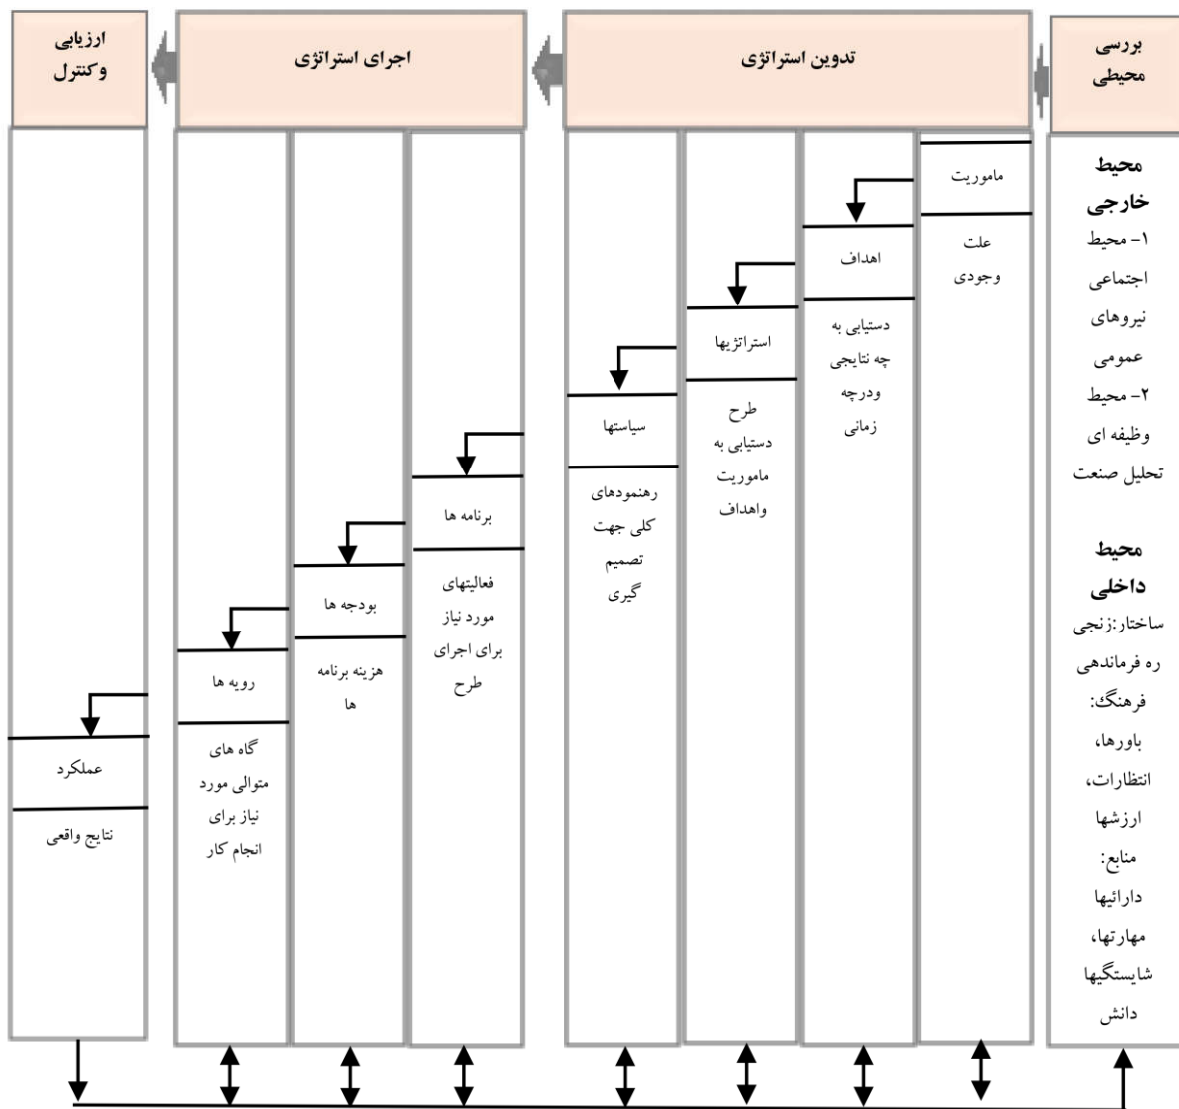 بررسی
محیطی
تدوین استراتژی
اجرای استراتژی
ارزیابی
وکنترل
محیط
خارجی
۱- محیط
اجتماعی
نیروهای
عمومی
۲- محیط
وظیفه ای
تحلیل صنعت
محیط
داخلی
ساختار:زنجی
ره فرماندهی
فرهنگ:
باورها،
انتظارات،
ارزشها
منابع:
دارائیها
مهارتها،
شایستگیها
دانش
ماموریت
علت
وجودی
اهداف
دستیابی به
چه نتایجی
ودرچه
زمانی
استراتژیها
طرح
دستیابی به
ماموریت
واهداف
سیاستها
رهنمودهای
کلی جهت
تصمیم
گیری
برنامه ها
فعالیتهای
مورد نیاز
برای اجرای
طرح
بودجه ها
هزینه برنامه
ها
رویه ها
گاه های
متوالی مورد
نیاز برای
انجام کار
عملکرد
نتایج واقعی